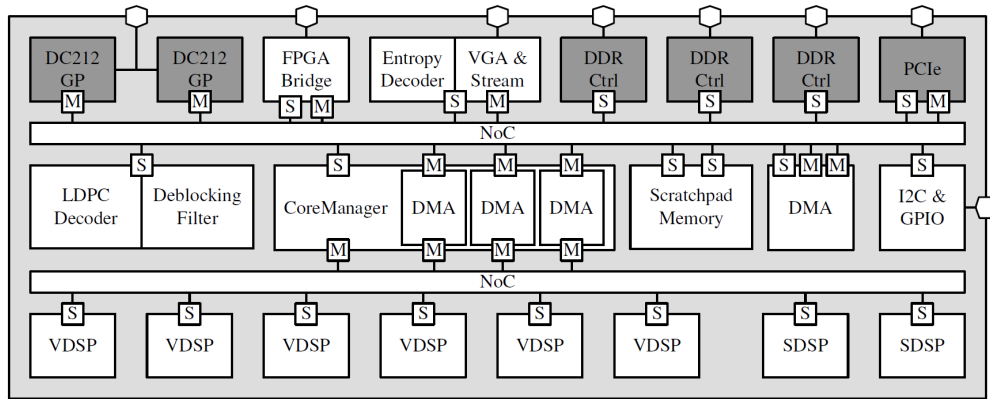 DC212
GP
M
DC212
GP
M
FPGA
Bridge
S M
Entropy
Decoder
S
VGA &
Stream
M
DDR
Ctrl
S
DDR
Ctrl
S
DDR
Ctrl
S
PCIe
S M
NoC
S
LDPC
Decoder
Deblocking
Filter
S
CoreManager
M
M
DMA
M
M
DMA
M
M
DMA
M
S S
Scratchpad
Memory
S M M
DMA
S
I2C &
GPIO
NoC
S
VDSP
S
VDSP
S
VDSP
S
VDSP
S
VDSP
S
VDSP
S
SDSP
S
SDSP